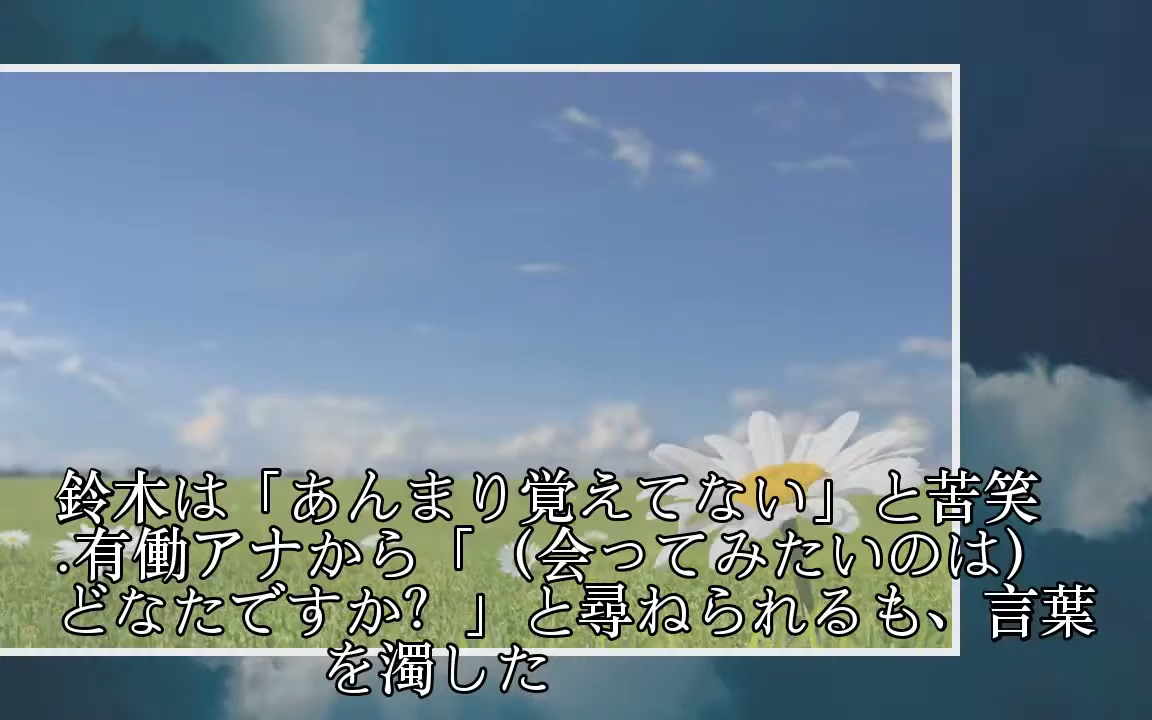 鈴木は「あんまり覚えてない」と苦笑
.有働アナから「（会ってみたいのは）
どなたですか？」と尋ねられるも、言葉
を濁した